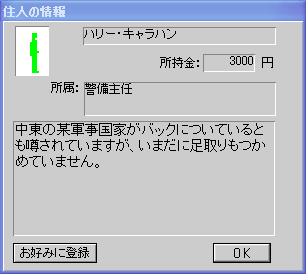 住人の情報
ハリー・キャラハン
所持金: 3000 円
所属: 警備主任
中東の某軍事国家がバックについていると
も噂されていますが、いまだに足取りもつか
めていません。
お好みに登録 OK